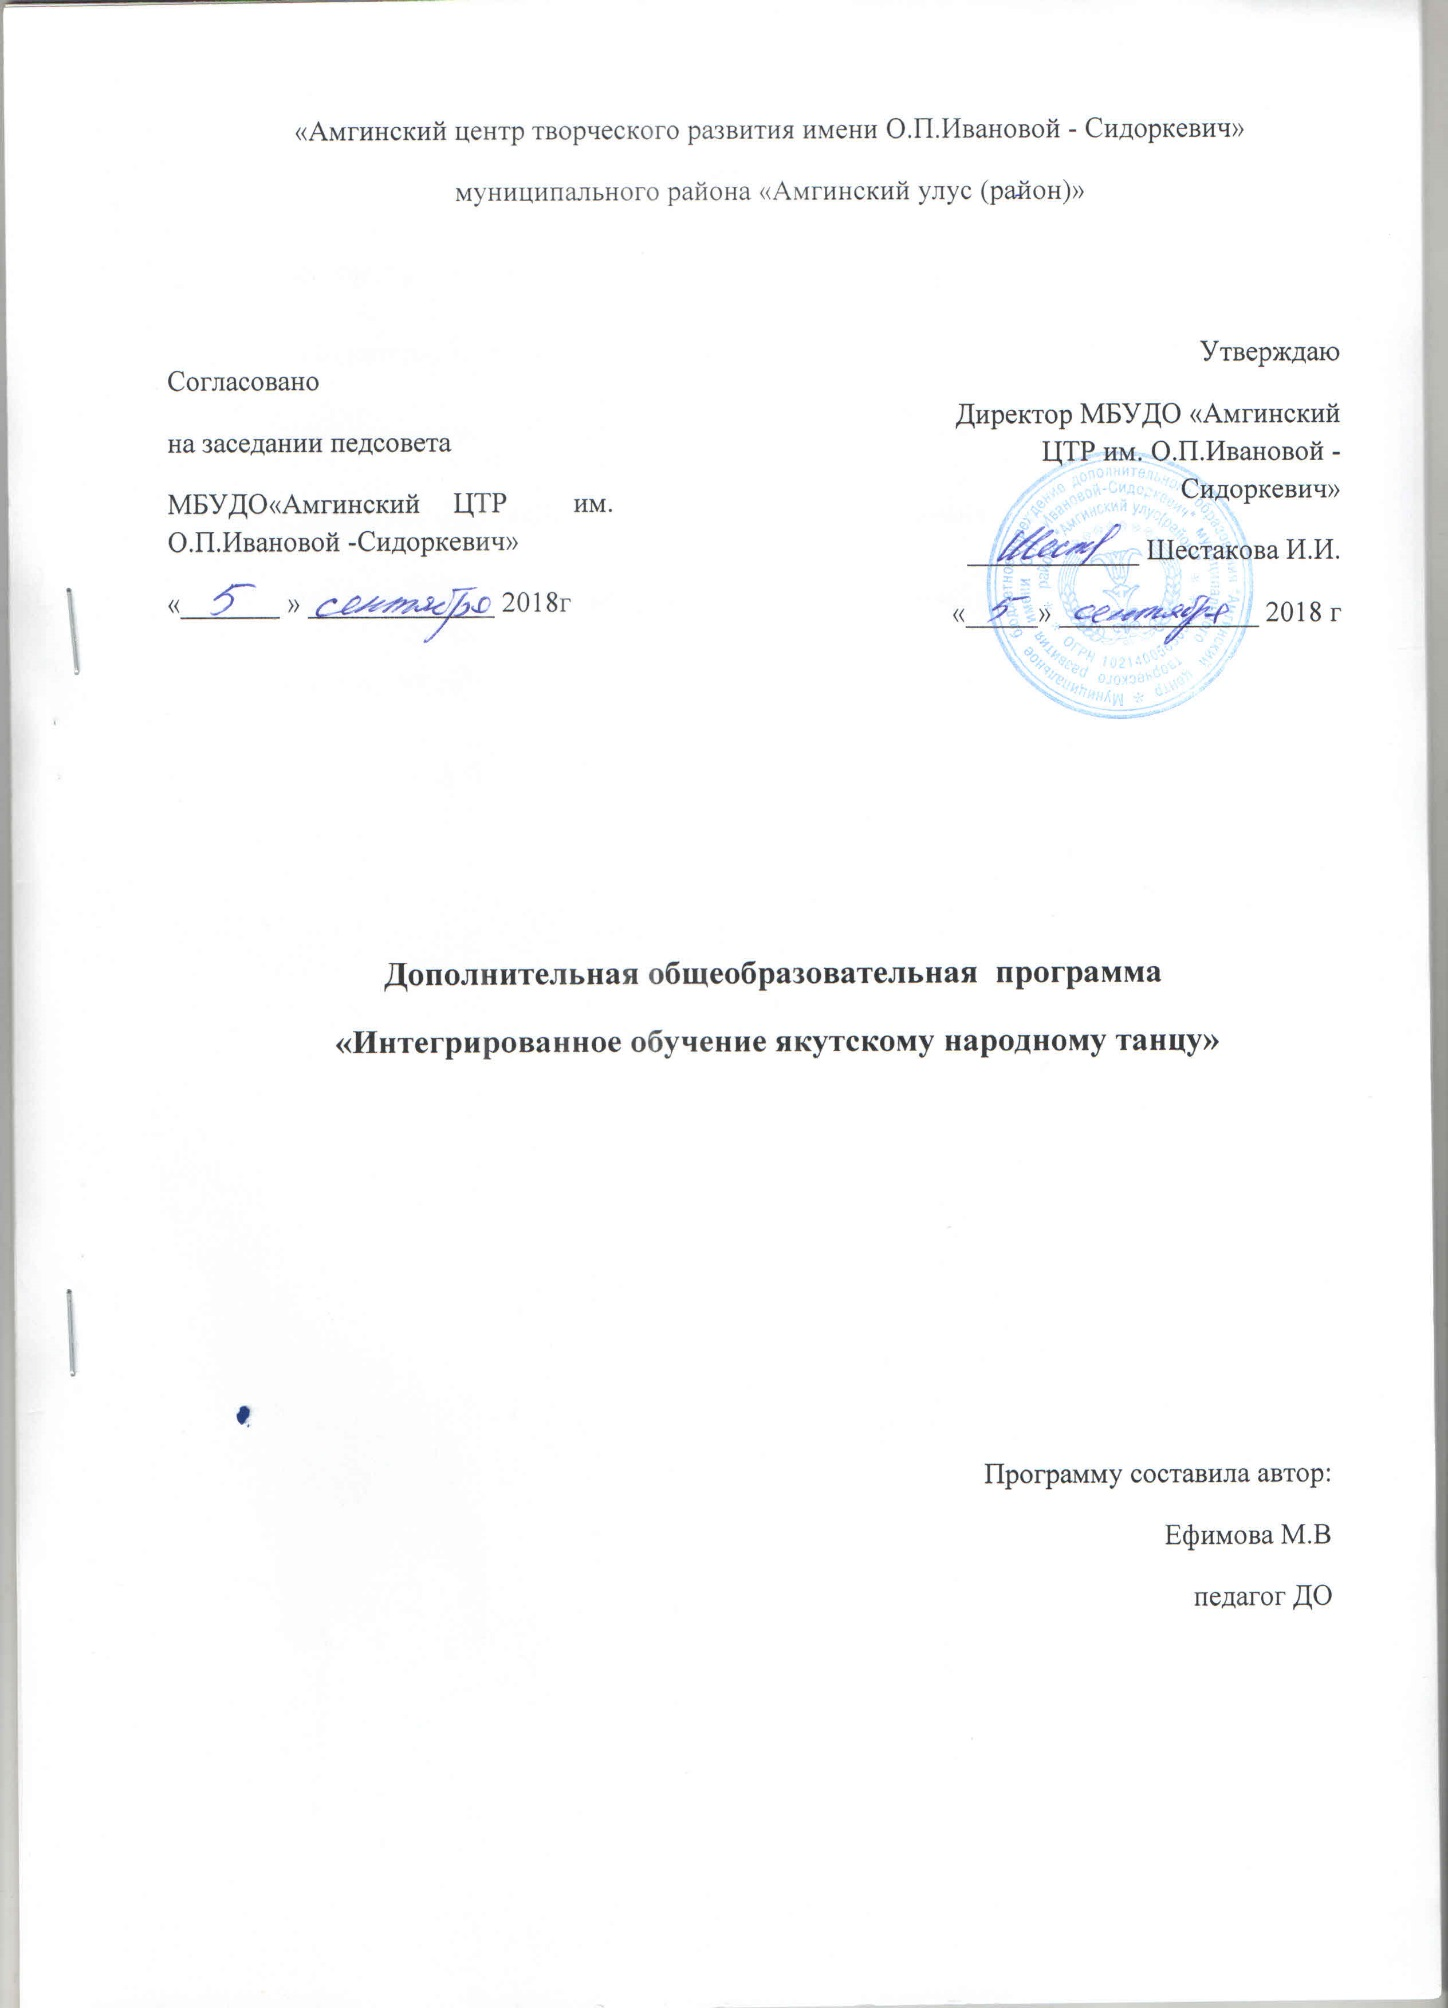 «Амгинский центр творческого развития имени О.П.Ивановой - Сидоркевич»
муниципального района «Амгинский улус (район)»
Согласовано
на заседании педсовета
МБУДО«Амгинский ЦТР им.
О.П.Ивановой -Сидоркевич»
« 5 » сентября 2018г
Утверждаю
Директор МБУДО «Амгинский
ЦТР им. О.П.Ивановой -
Сидоркевич»
Шест Шестакова И.И.
« 5 » сентября 2018 г
Дополнительная общеобразовательная программа
«Интегрированное обучение якутскому народному танцу»
Программу составила автор:
Ефимова М.В
педагог ДО